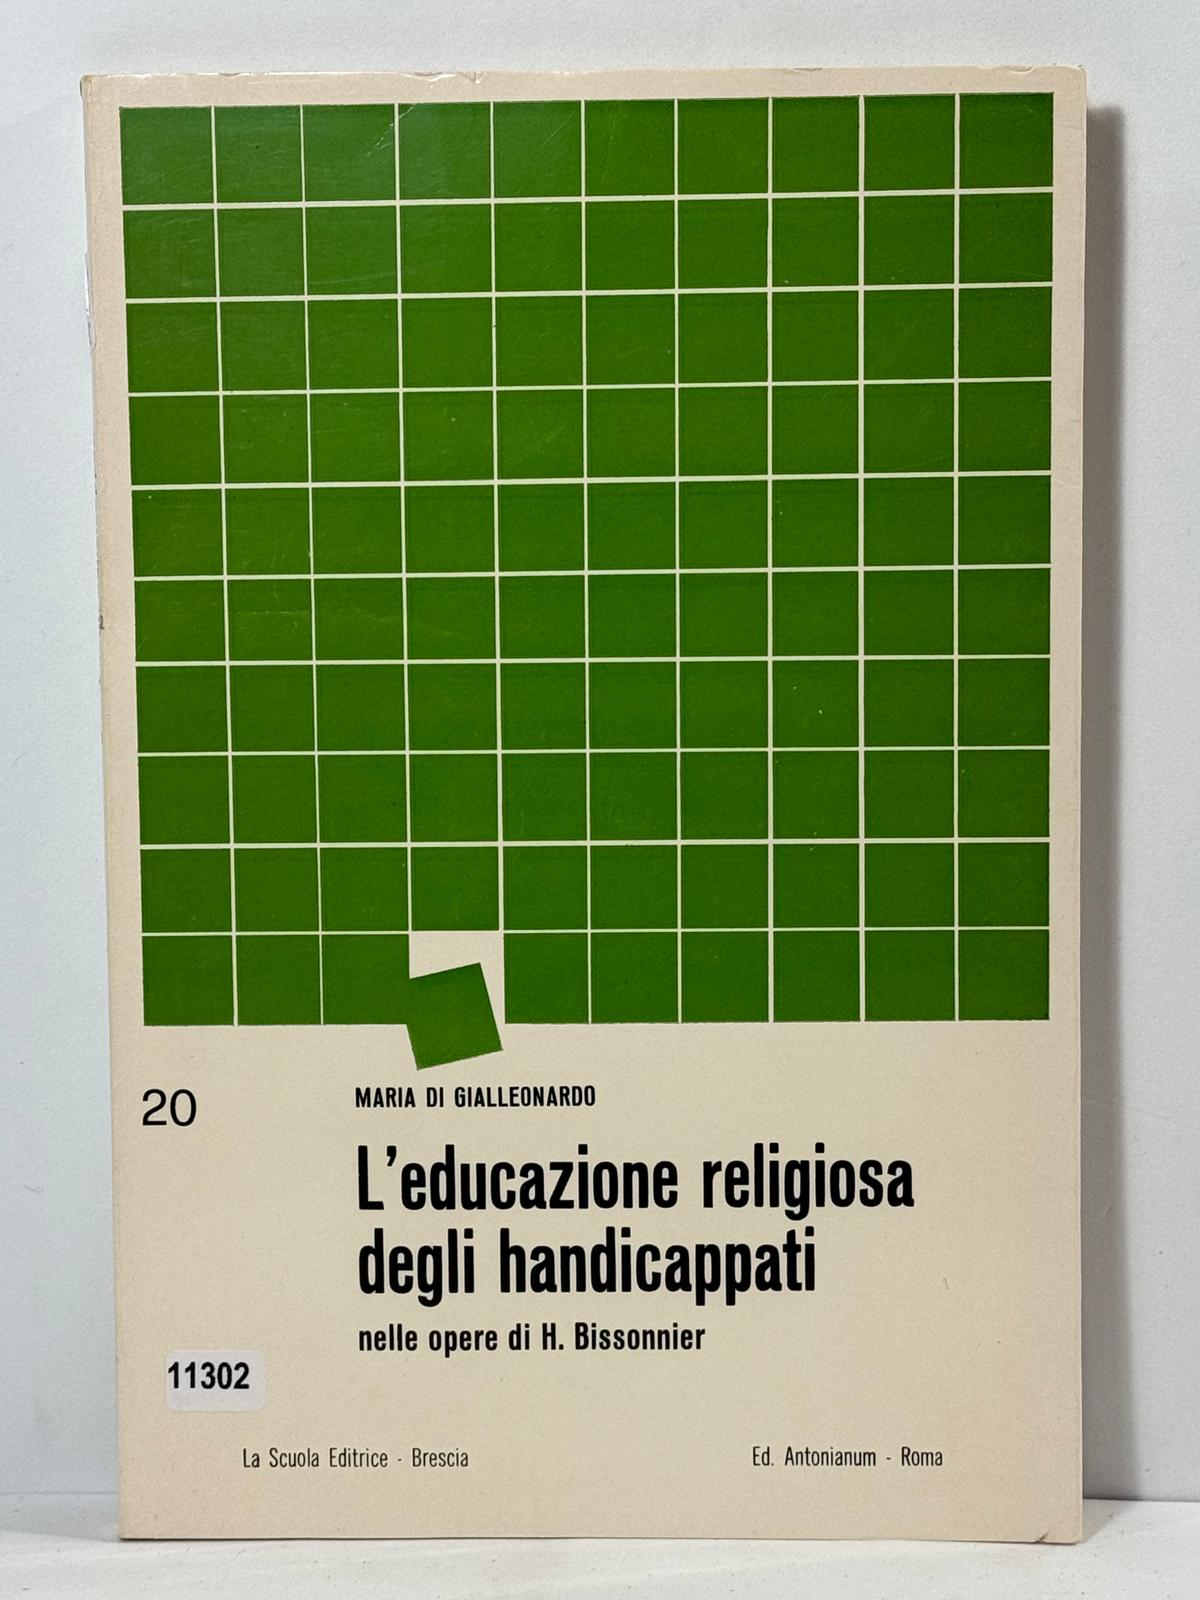 20
MARIA DI GIALLEONARDO
L'educazione religiosa
degli handicappati
nelle opere di H. Bissonnier
11302
La Scuola Editrice - Brescia
Ed. Antonianum - Roma